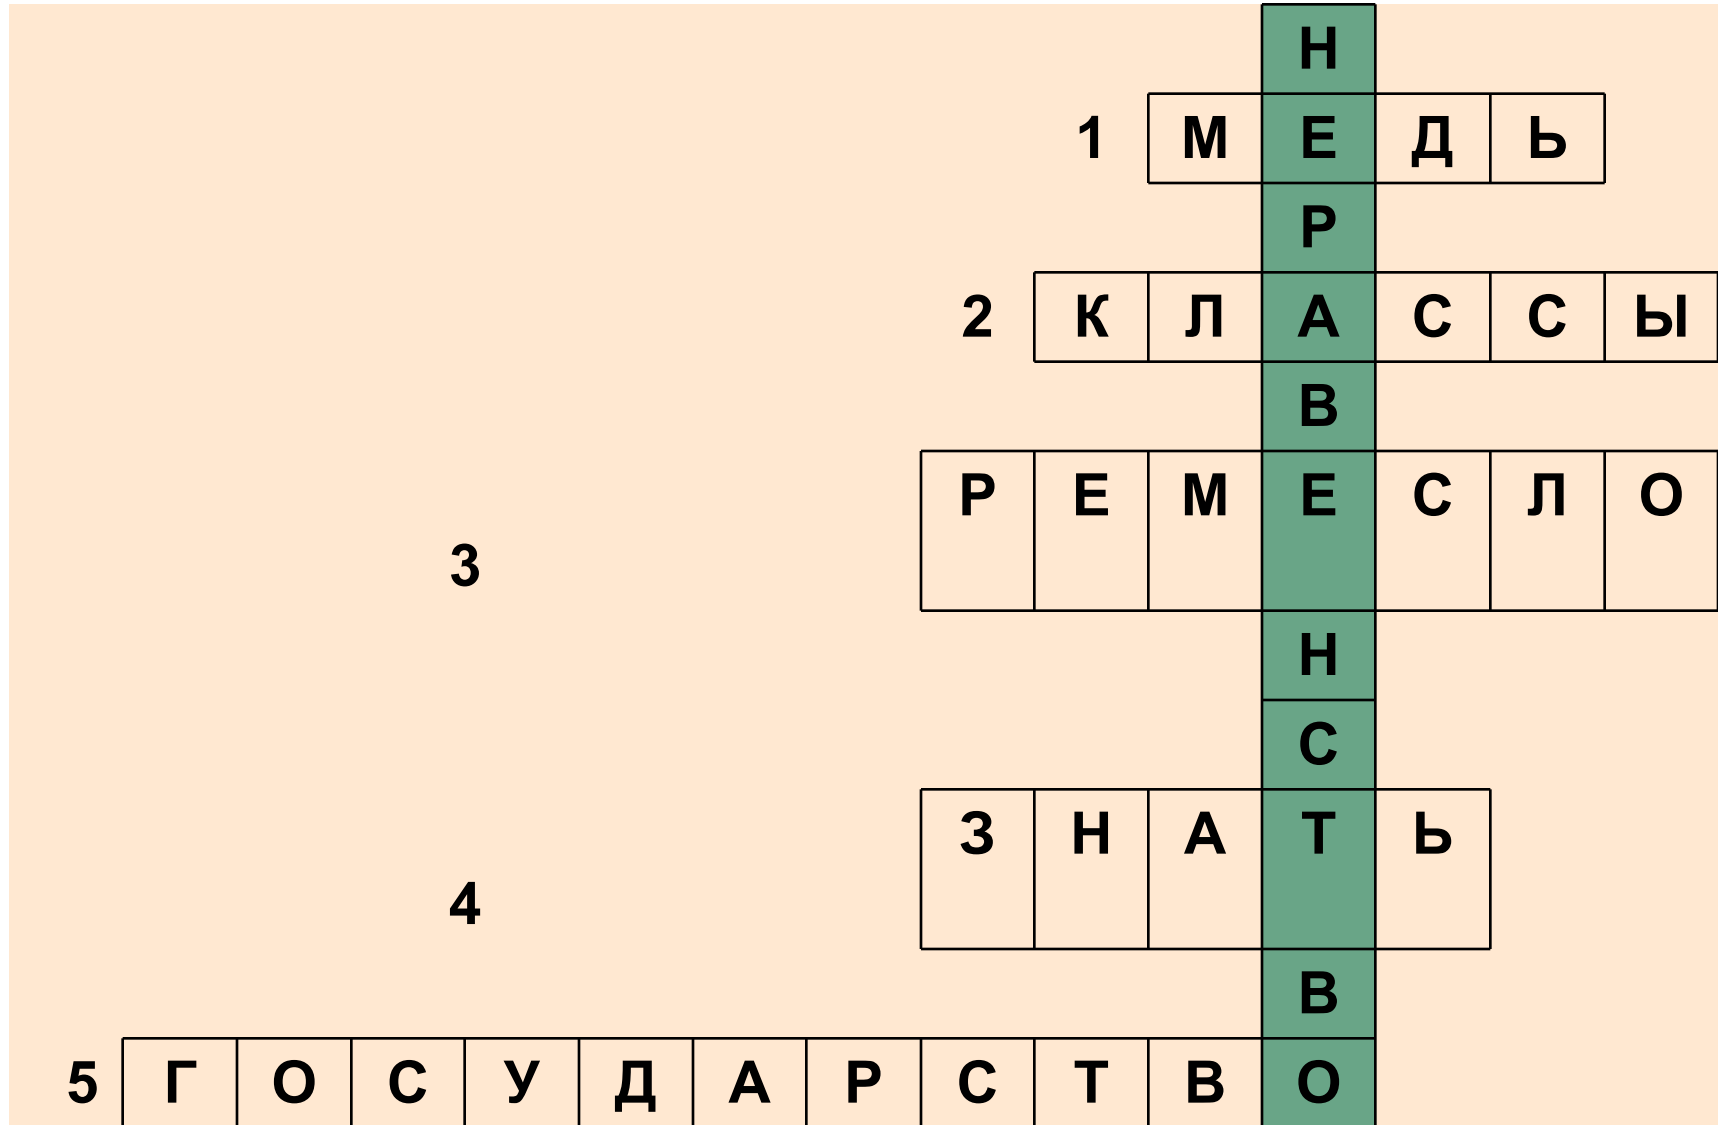 Н
1 М Е Д Ь
Р
2 К Л А С С Ы
В
3 Р Е М Е С Л О
Н
С
4 З Н А Т Ь
В
5 Г О С У Д А Р С Т В О